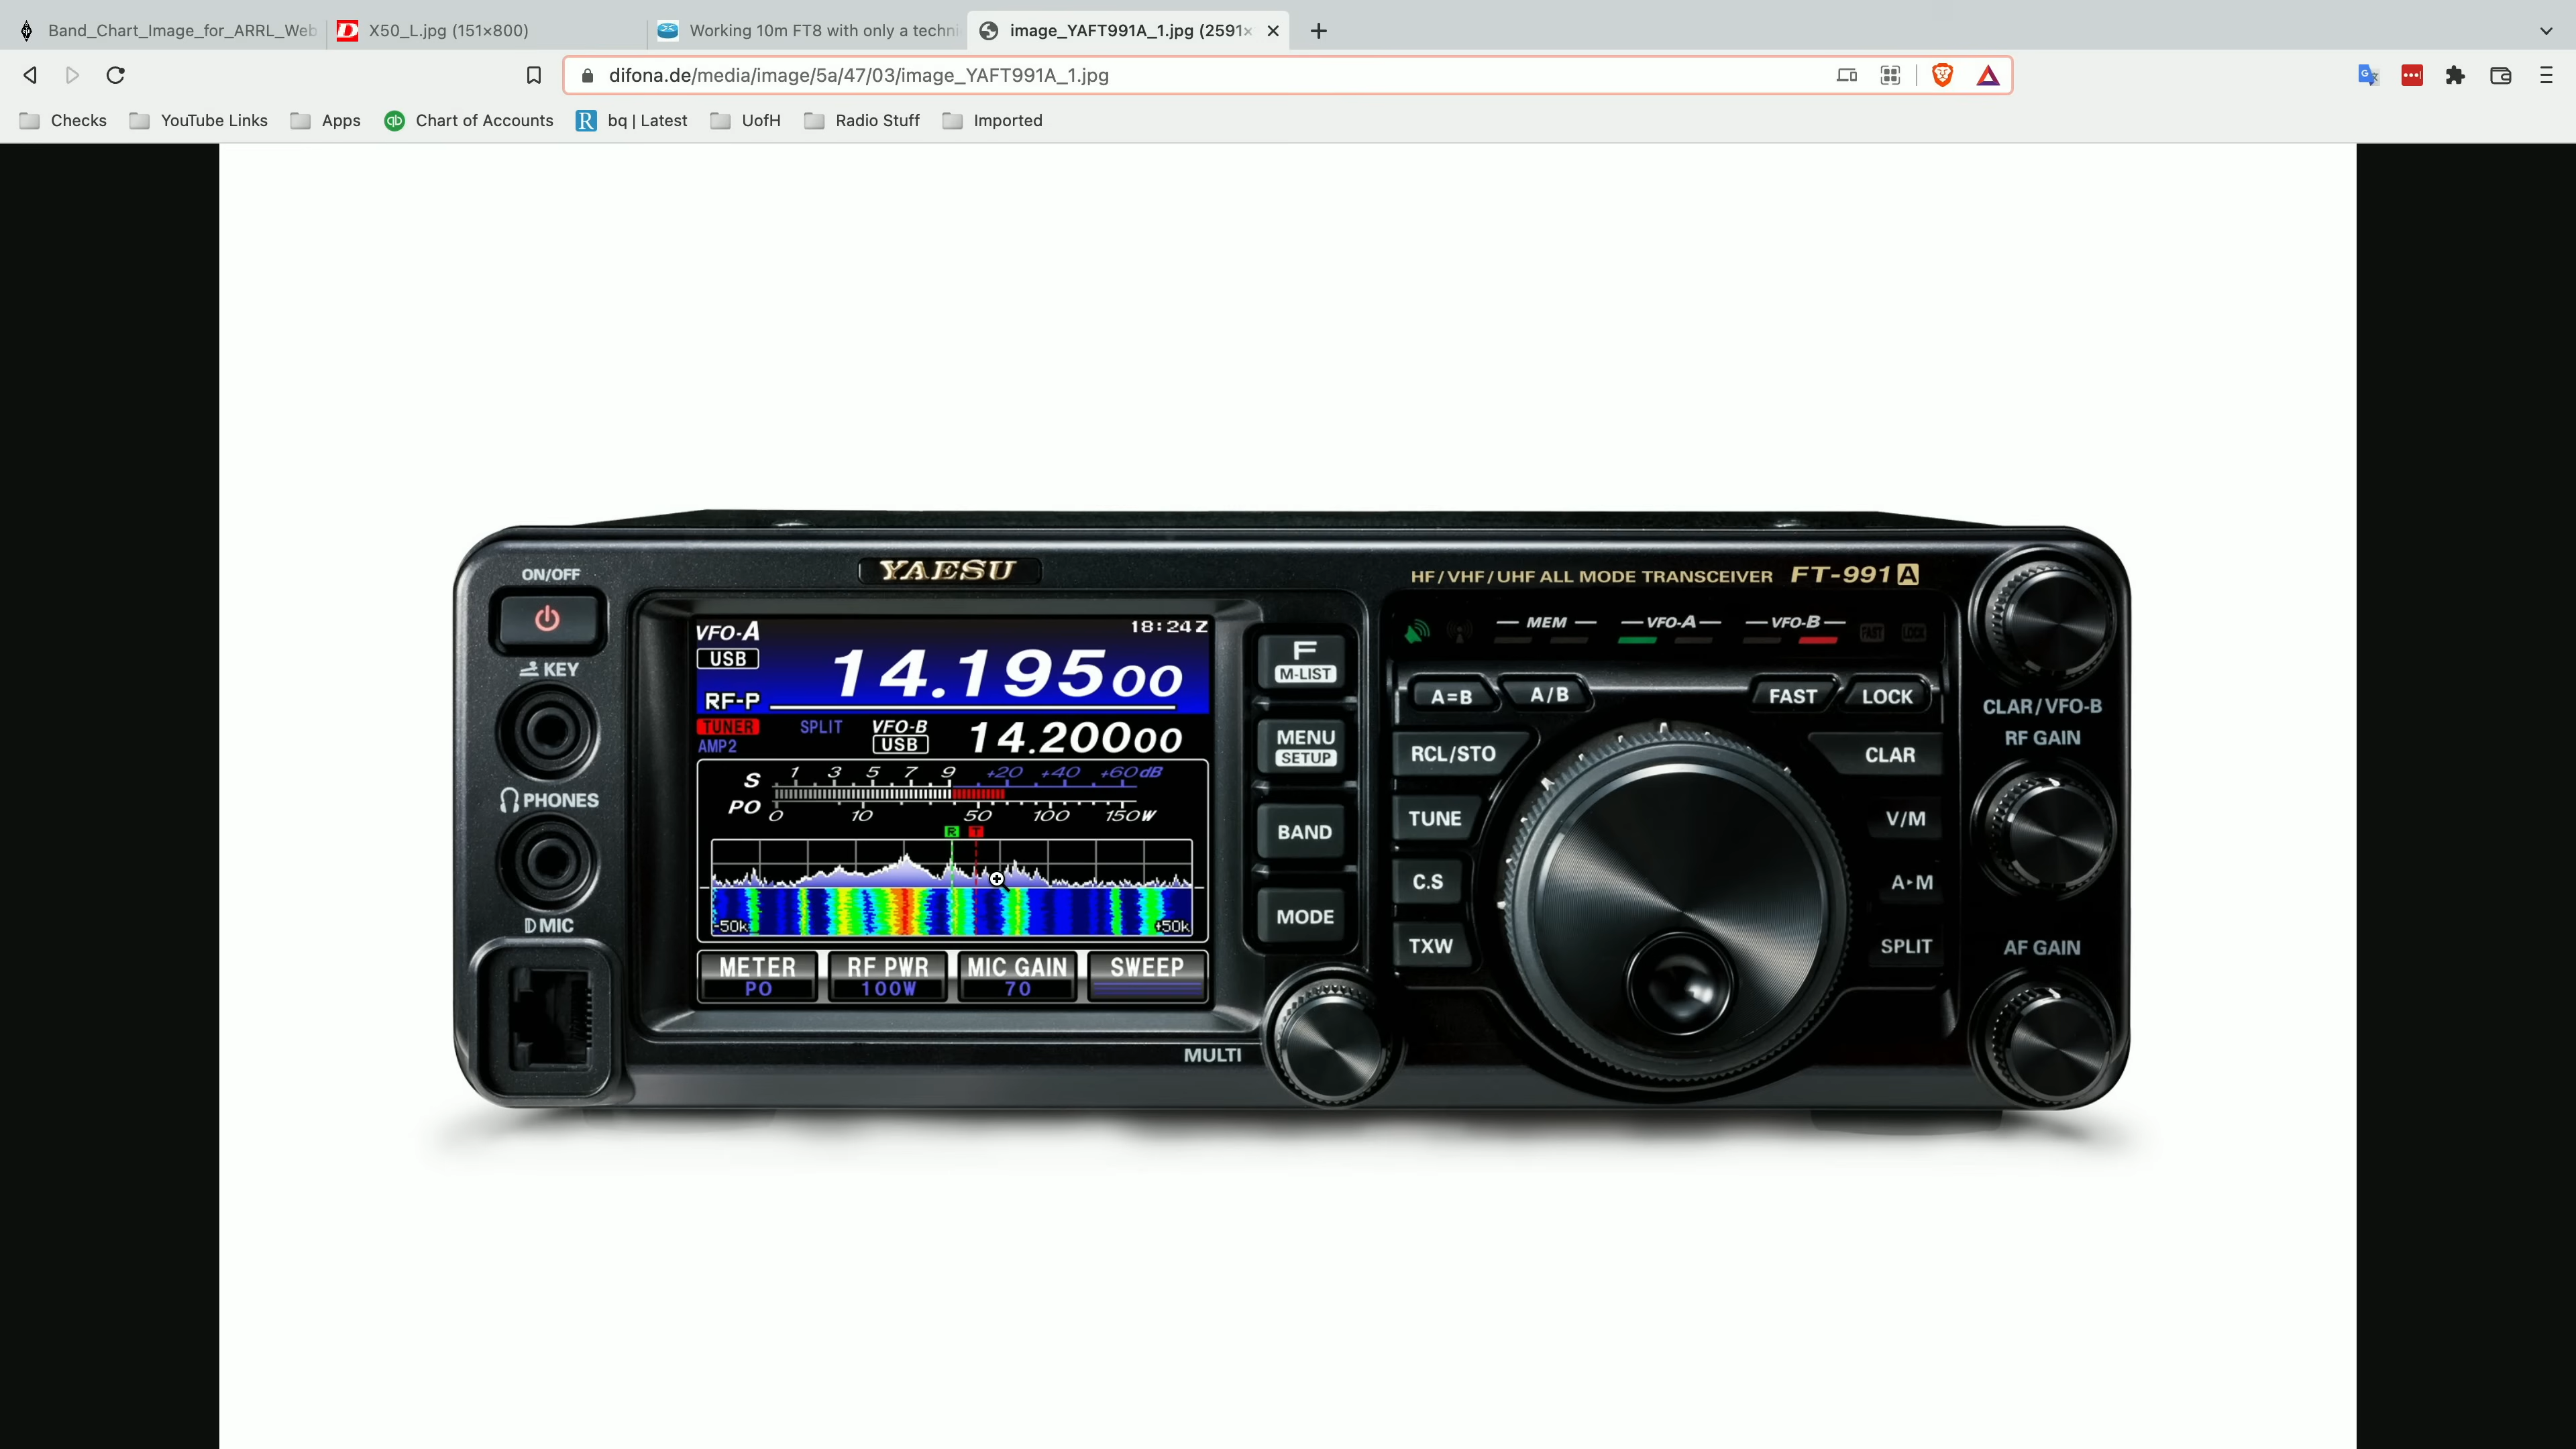 Band_Chart_Image_for_ARRL_Web
X50_L.jpg (151×800)
Working 10m FT8 with only a techni
image_YAFT991A_1.jpg (2591×
difona.de/media/image/5a/47/03/image_YAFT991A_1.jpg
Checks
YouTube Links
Apps
qb Chart of Accounts
R bq | Latest
UofH
Radio Stuff
Imported
ON/OFF
YAESU
HF/VHF/UHF ALL MODE TRANSCEIVER FT-991A
VFO-A
18:24Z
USB
14.19500
RF-P
TUNER
SPLIT
VFO-B
AMP2
USB
14.20000
S 1 3 5 7 9 +20 +40 +60dB
PO 0 10 50 100 150W
R T
-50k
+50k
METER
PO
RF PWR
100W
MIC GAIN
70
SWEEP
KEY
PHONES
MIC
F
M-LIST
MENU
SETUP
BAND
MODE
MULTI
MEM
VFO-A
VFO-B
FAST
LOCK
A=B
A/B
FAST
LOCK
RCL/STO
CLAR
TUNE
V/M
C.S
A▸M
TXW
SPLIT
CLAR/VFO-B
RF GAIN
AF GAIN